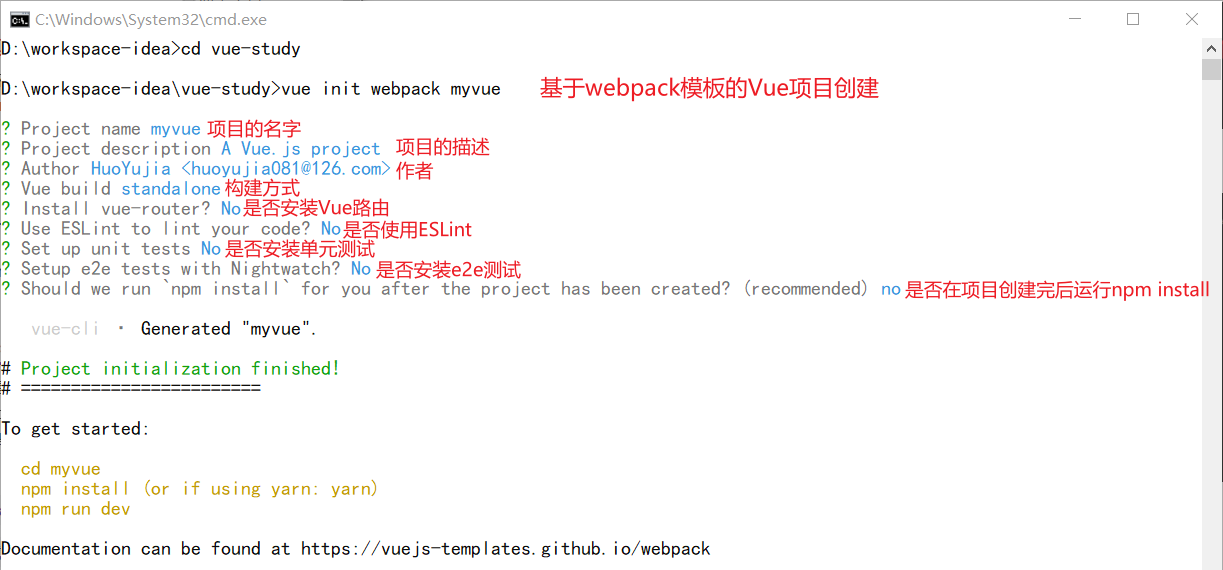 C:\Windows\System32\cmd.exe
D:\workspace-idea>cd vue-study
D:\workspace-idea\vue-study>vue init webpack myvue 基于webpack模板的Vue项目创建
? Project name myvue 项目的名字
? Project description A Vue.js project 项目的描述
? Author HuoYujia <huoyujia081@126.com> 作者
? Vue build standalone 构建方式
? Install vue-router? No 是否安装Vue路由
? Use ESLint to lint your code? No 是否使用ESLint
? Set up unit tests No 是否安装单元测试
? Setup e2e tests with Nightwatch? No 是否安装e2e测试
? Should we run `npm install` for you after the project has been created? (recommended) no 是否在项目创建完后运行npm install
vue-cli · Generated "myvue".
# Project initialization finished!
# ========================
To get started:
cd myvue
npm install (or if using yarn: yarn)
npm run dev
Documentation can be found at https://vuejs-templates.github.io/webpack